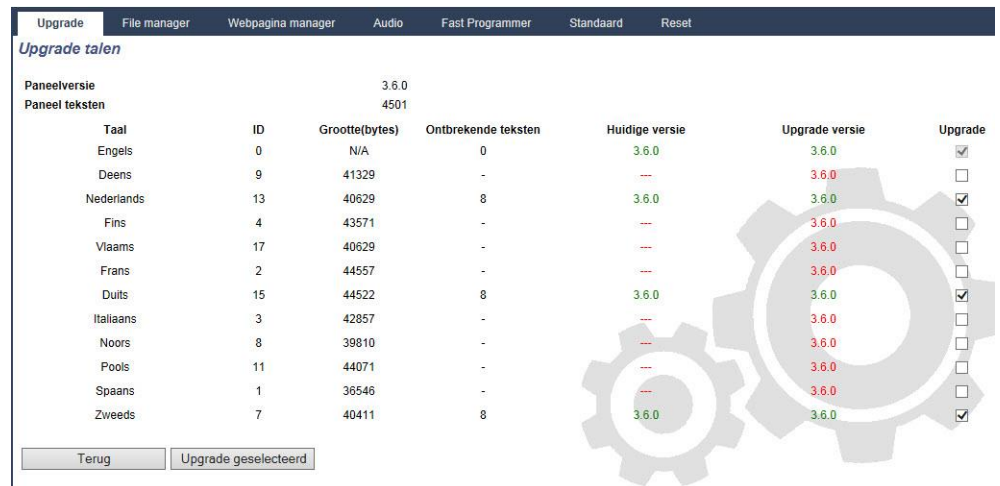 Upgrade File manager Webpagina manager Audio Fast Programmer Standaard Reset
Upgrade talen
Paneelversie 3.6.0
Paneel teksten 4501
Taal ID Grootte(bytes) Ontbrekende teksten Huidige versie Upgrade versie Upgrade
Engels 0 N/A 0 3.6.0 3.6.0
Deens 9 41329 - --- 3.6.0
Nederlands 13 40629 8 3.6.0 3.6.0
Fins 4 43571 - --- 3.6.0
Vlaams 17 40629 - --- 3.6.0
Frans 2 44557 - --- 3.6.0
Duits 15 44522 8 3.6.0 3.6.0
Italiaans 3 42857 - --- 3.6.0
Noors 8 39810 - --- 3.6.0
Pools 11 44071 - --- 3.6.0
Spaans 1 36546 - --- 3.6.0
Zweeds 7 40411 8 3.6.0 3.6.0
Terug Upgrade geselecteerd